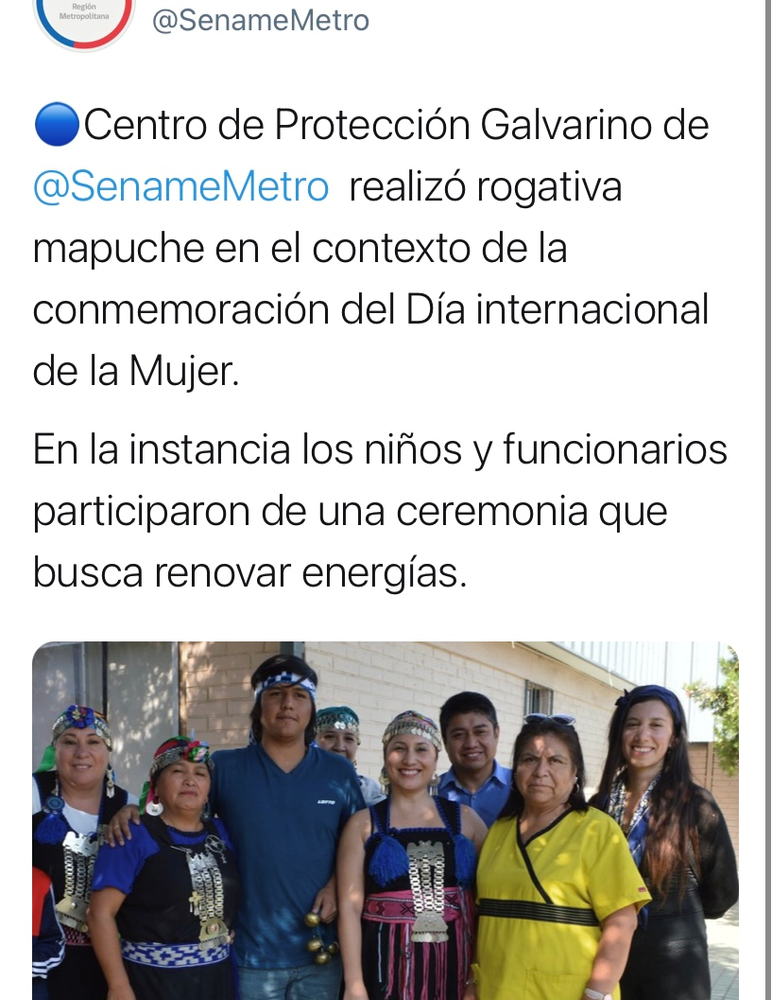 Región
Metropolitana
@SenameMetro
🔵Centro de Protección Galvarino de
@SenameMetro realizó rogativa
mapuche en el contexto de la
conmemoración del Día internacional
de la Mujer.
En la instancia los niños y funcionarios
participaron de una ceremonia que
busca renovar energías.
LOTTO